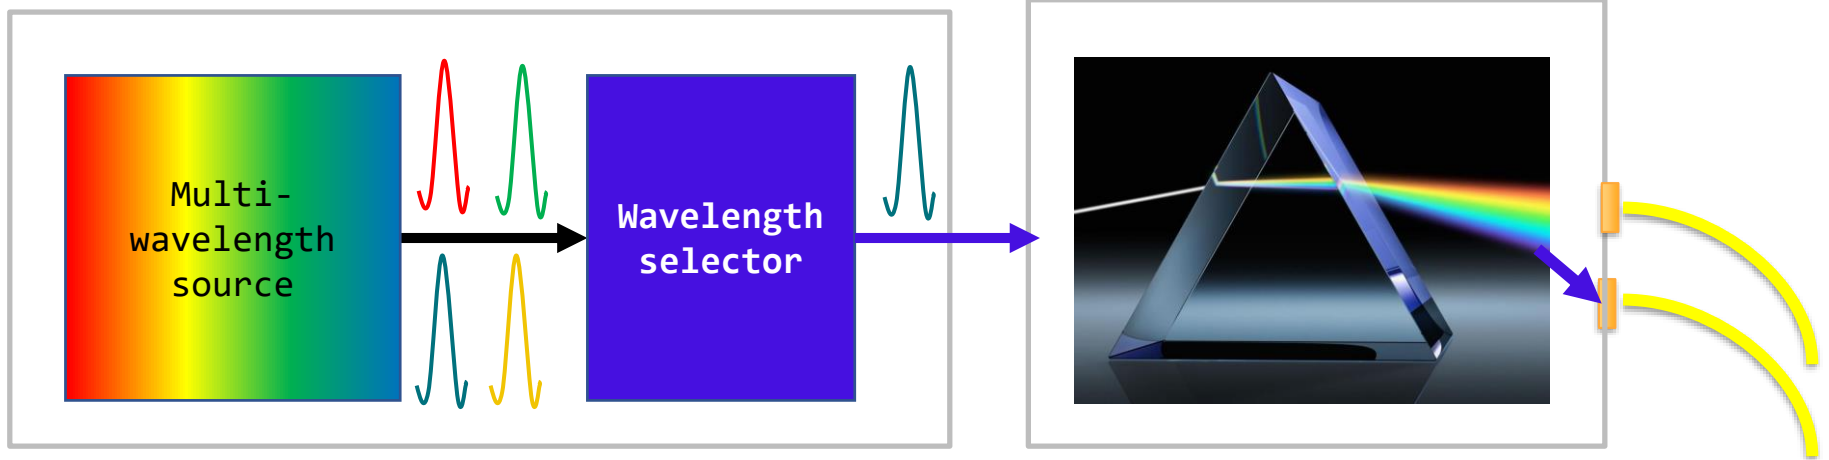 Multi-
wavelength
source
Wavelength
selector